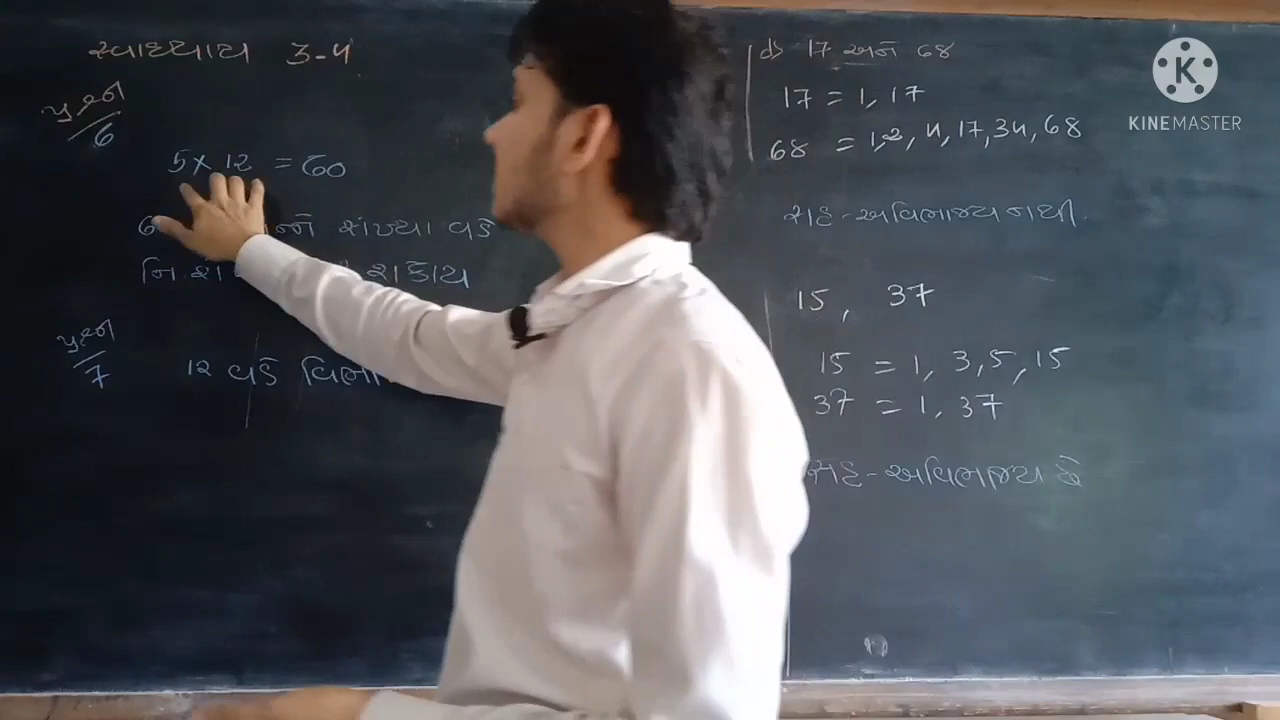 સ્વાધ્યાય 3-4
પ્રશ્ન
6
5 × 12 = 60
સંખ્યા વડે
શકાય
પ્રશ્ન
7
12 વડે
d> 17 અને 68
17 = 1, 17
68 = 1, 2, 4, 17, 34, 68
સહ-અવિભાજ્ય નથી.
15, 37
15 = 1, 3, 5, 15
37 = 1, 37
સહ-અવિભાજ્ય છે
K
KINEMASTER